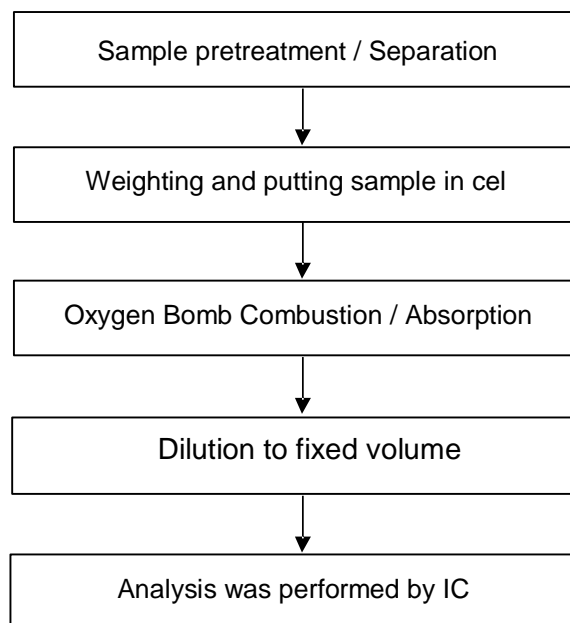 Sample pretreatment / Separation
Weighting and putting sample in cel
Oxygen Bomb Combustion / Absorption
Dilution to fixed volume
Analysis was performed by IC